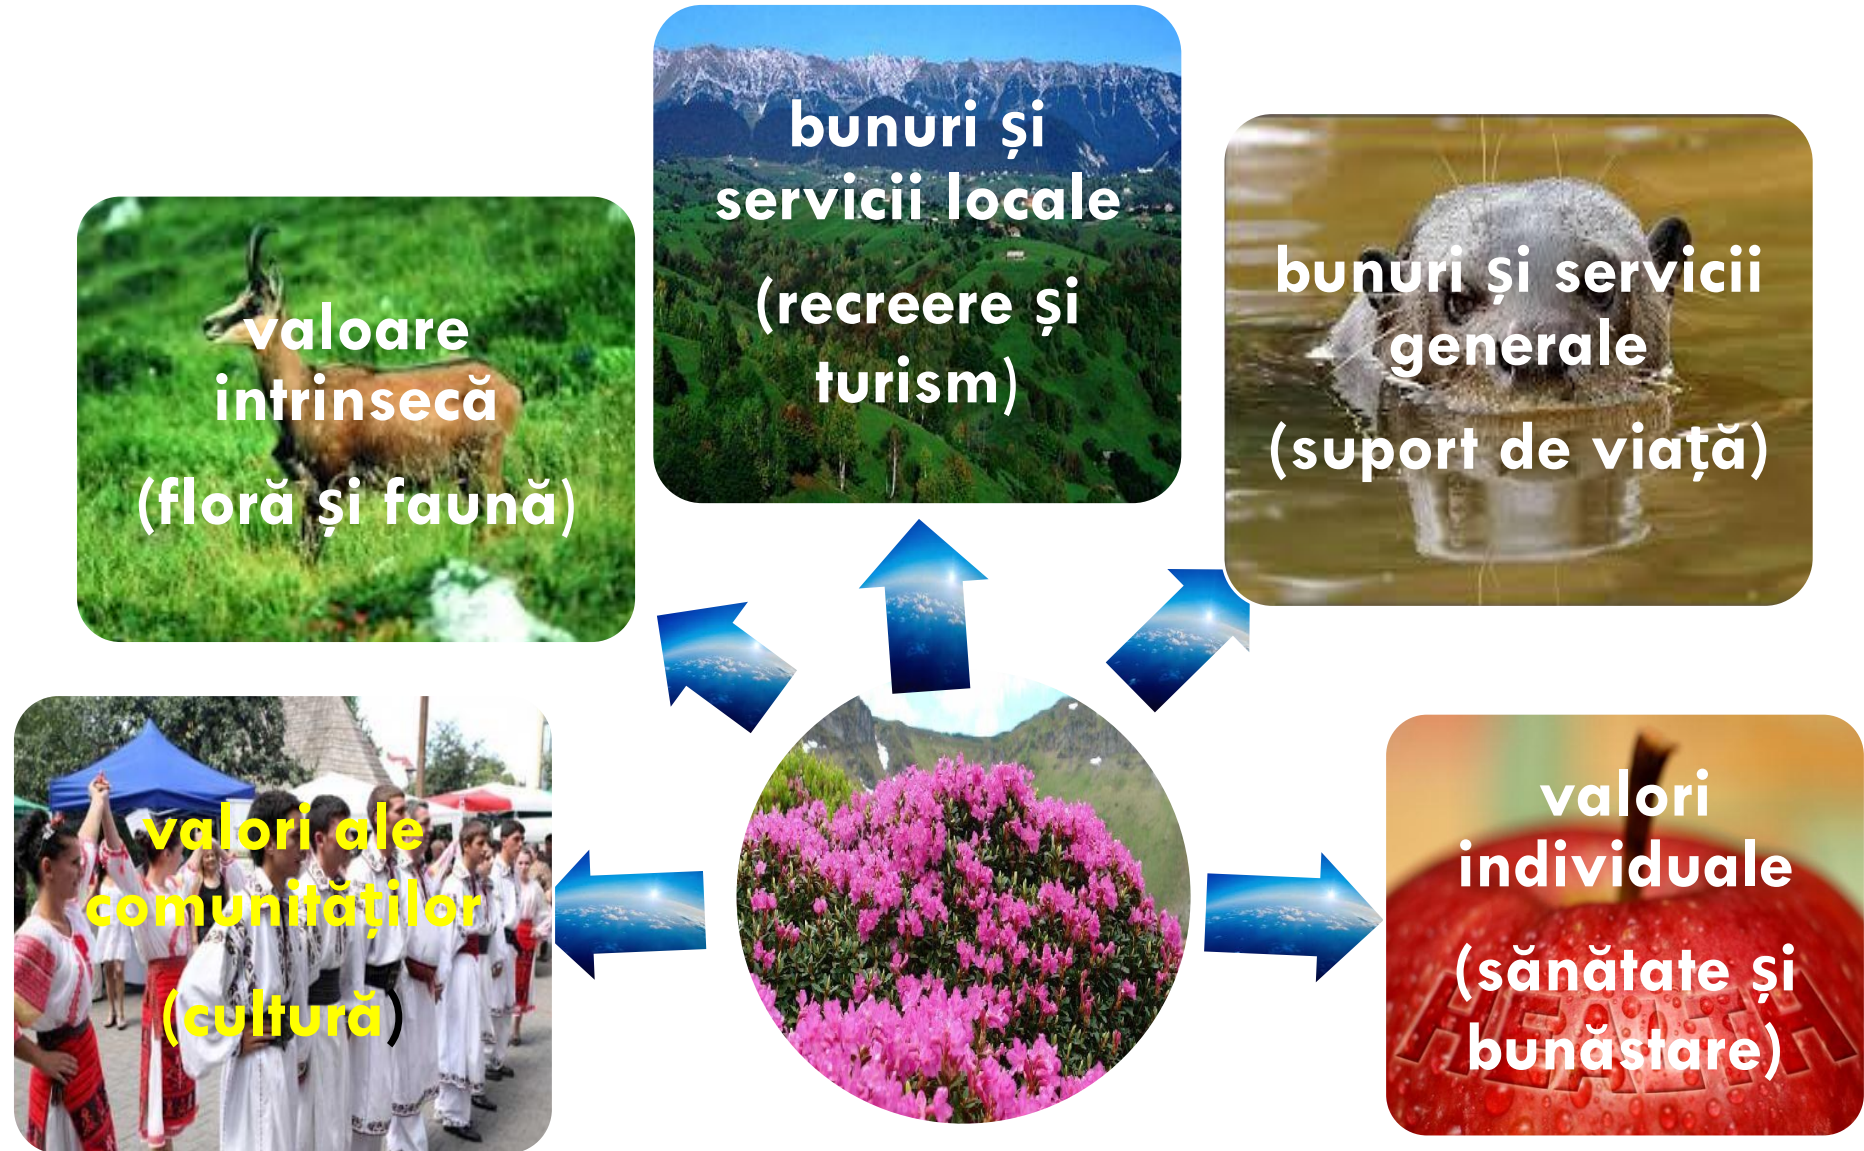 bunuri și
servicii locale
(recreere și
turism)
bunuri și servicii
generale
(suport de viață)
valoare
intrinsecă
(floră și faună)
valori ale
comunităților
(cultură)
valori
individuale
(sănătate și
bunăstare)
HEALTH